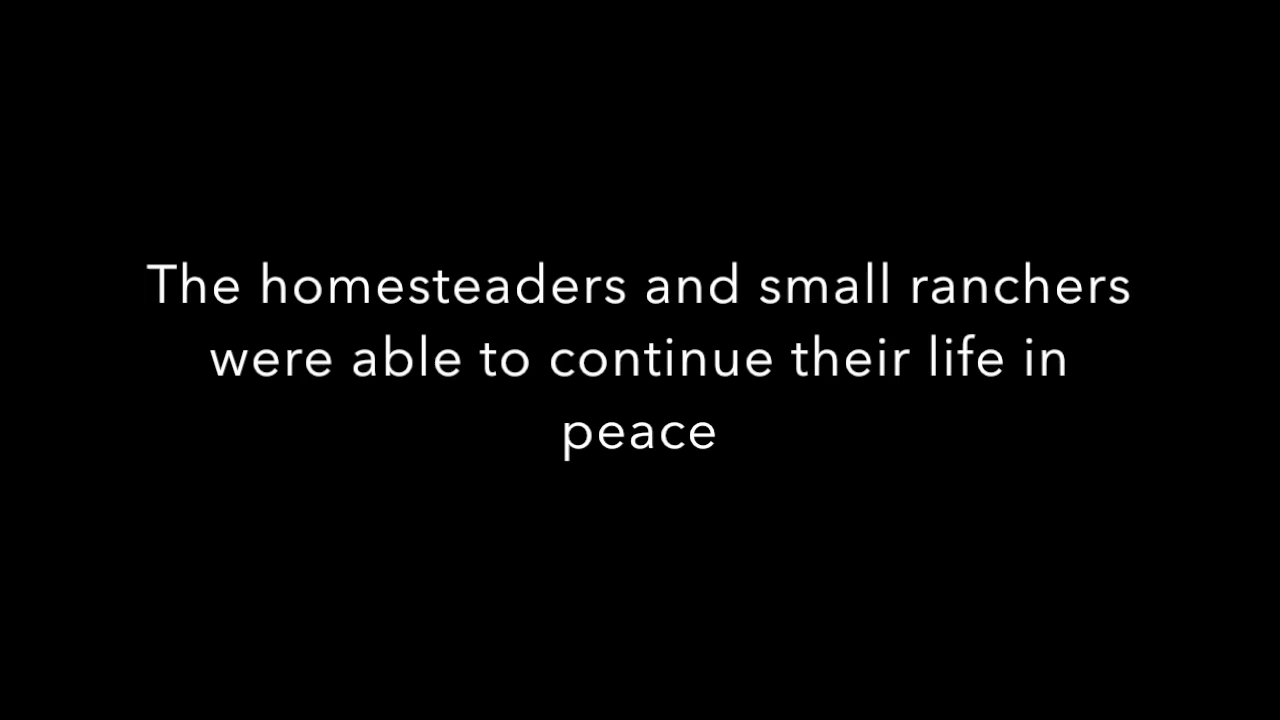 The homesteaders and small ranchers
were able to continue their life in
peace